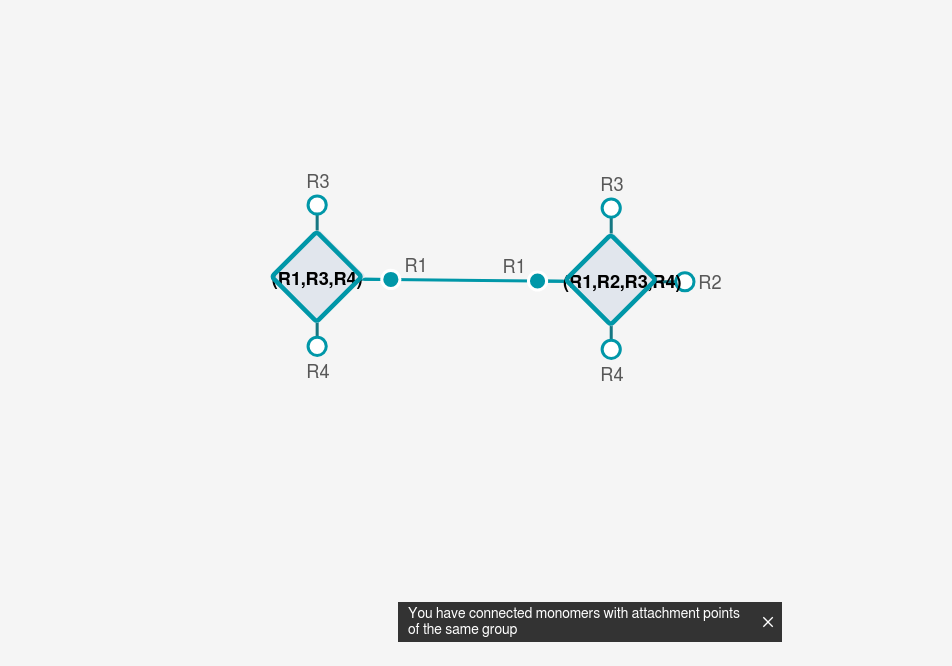 R3
R3
R1
R1
(R1,R3,R4)
(R1,R2,R3,R4)
R2
R4
R4
You have connected monomers with attachment points
of the same group